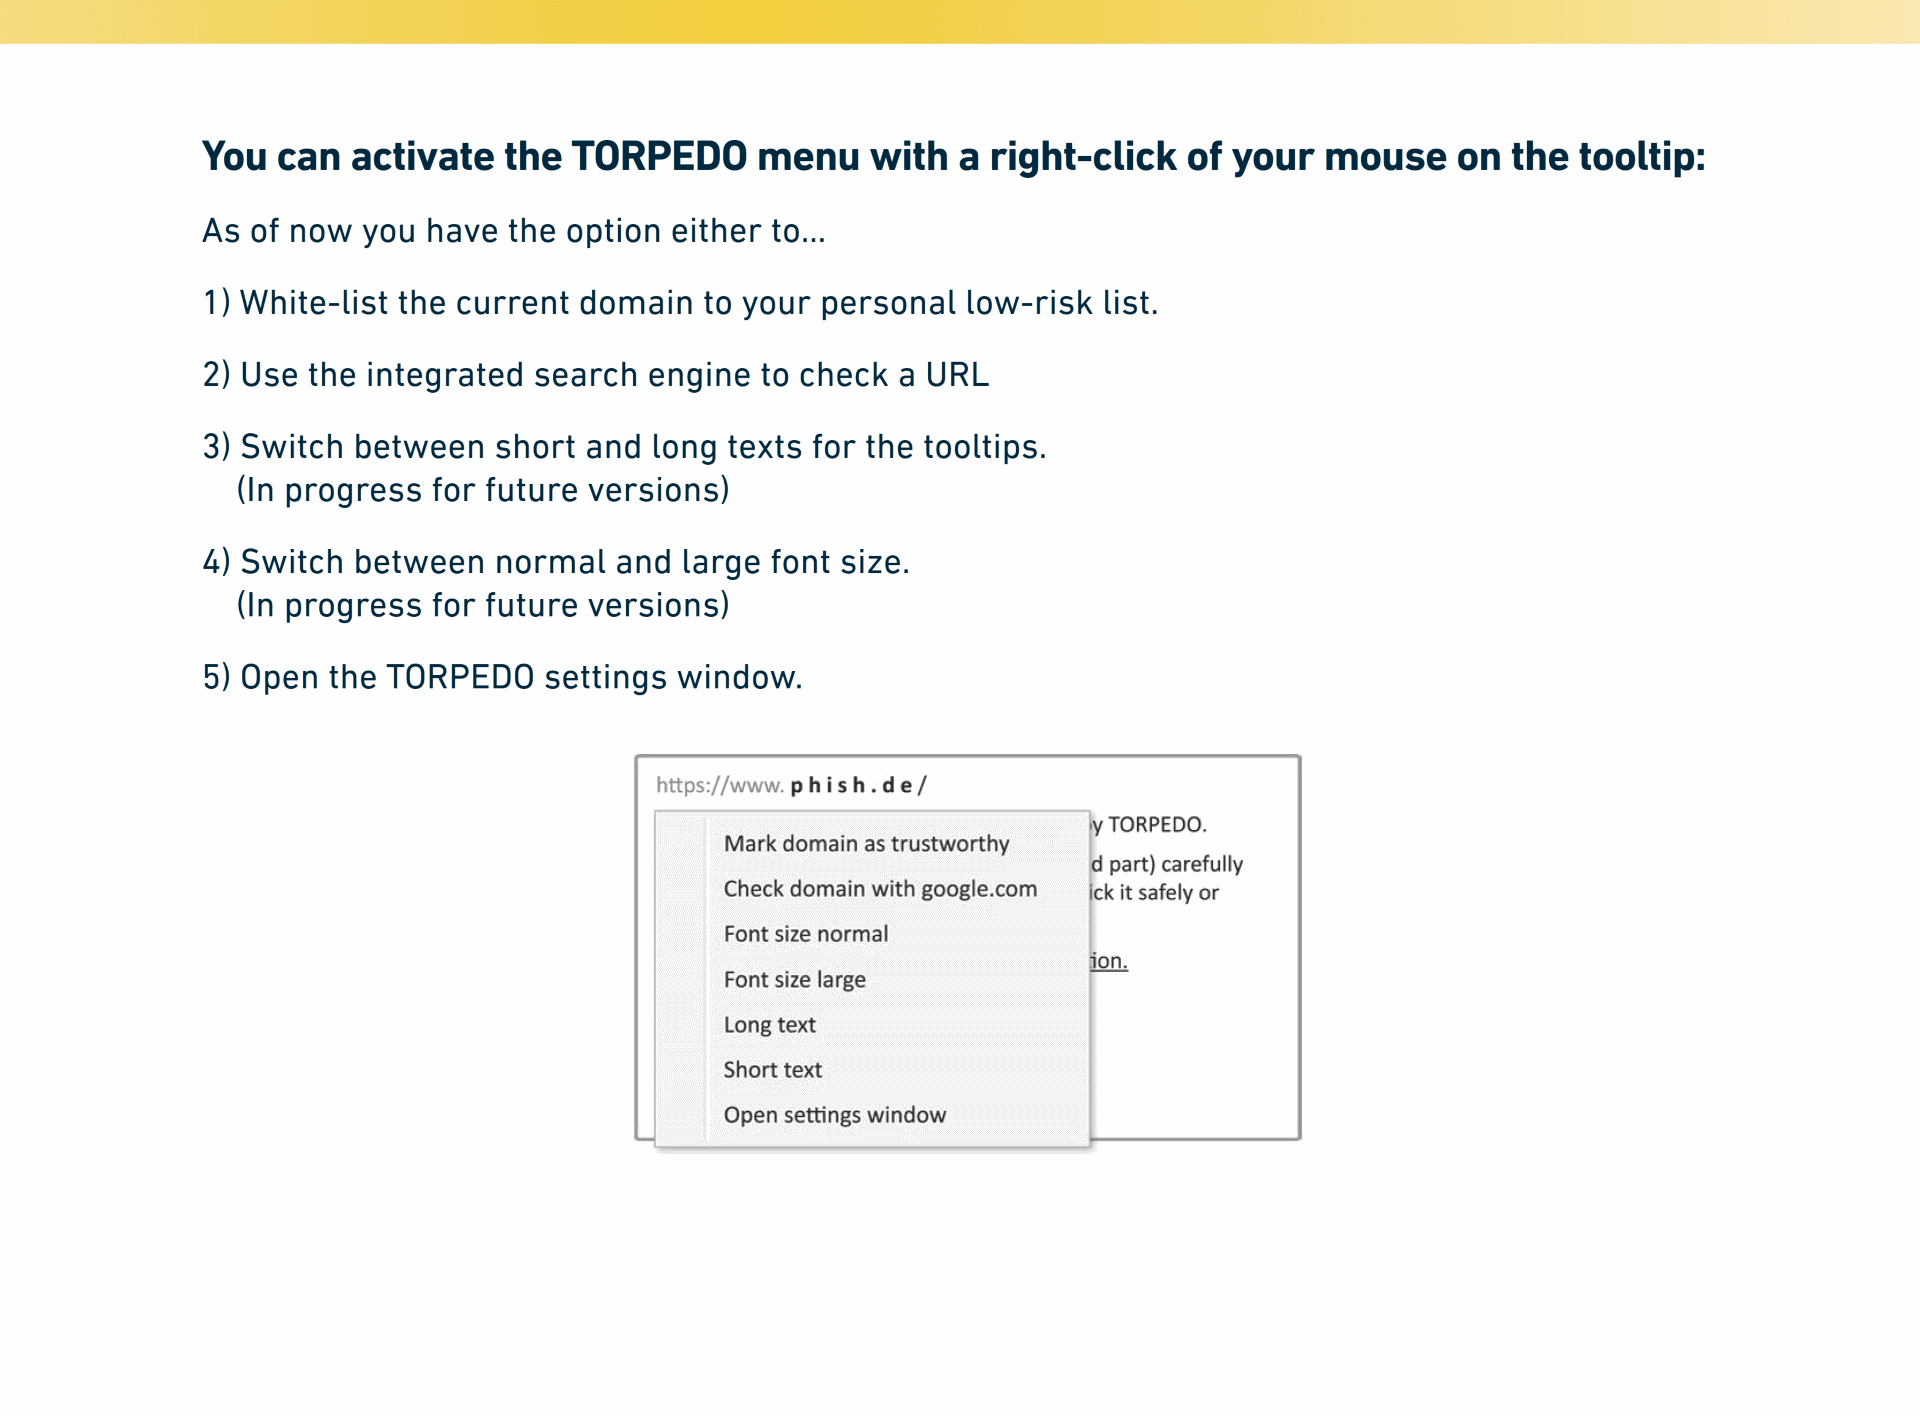 You can activate the TORPEDO menu with a right-click of your mouse on the tooltip:
As of now you have the option either to...
1) White-list the current domain to your personal low-risk list.
2) Use the integrated search engine to check a URL
3) Switch between short and long texts for the tooltips.
(In progress for future versions)
4) Switch between normal and large font size.
(In progress for future versions)
5) Open the TORPEDO settings window.
https://www.phish.de/
y TORPEDO.
d part) carefully
ick it safely or
ion.
Mark domain as trustworthy
Check domain with google.com
Font size normal
Font size large
Long text
Short text
Open settings window